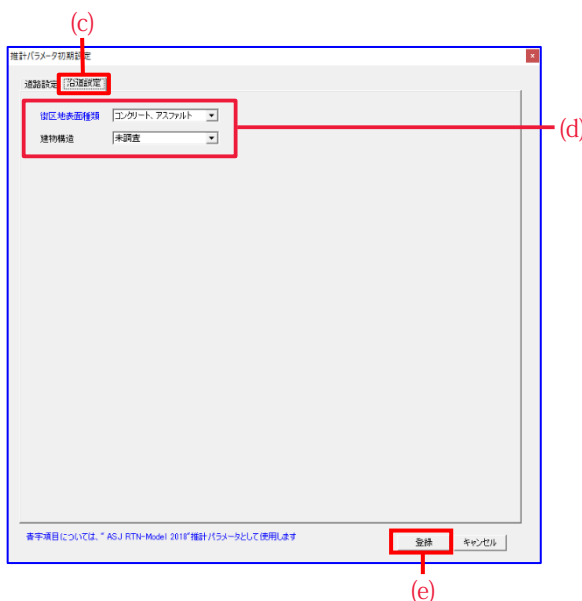 (c)
推計パラメータ初期設定
道路設定 沿道設定
街区地表面種類 コンクリート、アスファルト
(d)
建物構造 未調査
青字項目については、" ASJ RTN-Model 2018"推計パラメータとして使用します
登録 キャンセル
(e)